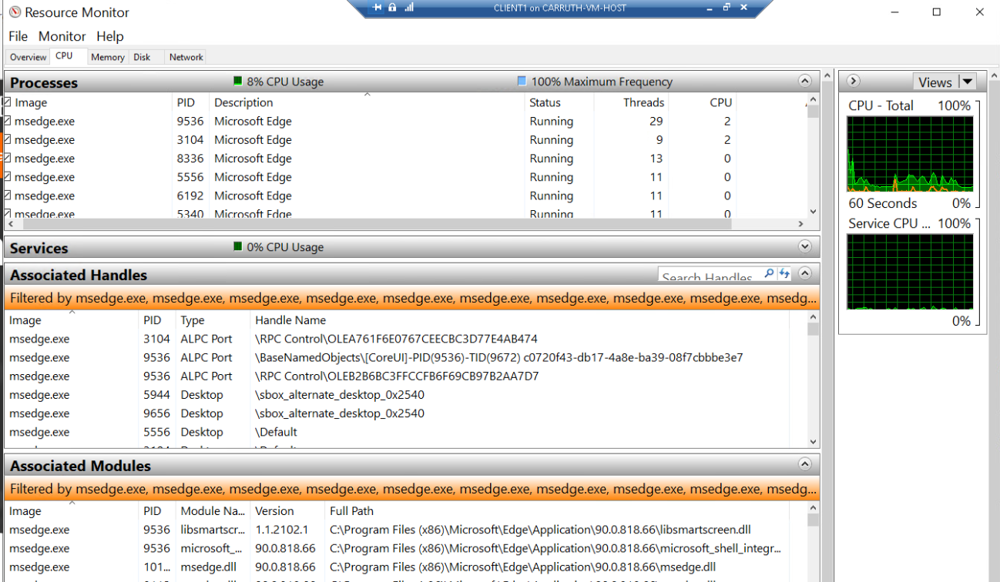 Resource Monitor
CLIENT1 on CARRUTH-VM-HOST
File Monitor Help
Overview CPU Memory Disk Network
Processes 8% CPU Usage 100% Maximum Frequency
Image PID Description Status Threads CPU
msedge.exe 9536 Microsoft Edge Running 29 2
msedge.exe 3104 Microsoft Edge Running 9 2
msedge.exe 8336 Microsoft Edge Running 13 0
msedge.exe 5556 Microsoft Edge Running 11 0
msedge.exe 6192 Microsoft Edge Running 11 0
msedge.exe 5340 Microsoft Edge Running 11 0
Services 0% CPU Usage
Associated Handles Search Handles
Filtered by msedge.exe, msedge.exe, msedge.exe, msedge.exe, msedge.exe, msedge.exe, msedge.exe, msedge.exe, msedge.exe, msedg...
Image PID Type Handle Name
msedge.exe 3104 ALPC Port \RPC Control\OLEA761F6E0767CEECBC3D77E4AB474
msedge.exe 9536 ALPC Port \BaseNamedObjects\[CoreUI]-PID(9536)-TID(9672) c0720f43-db17-4a8e-ba39-08f7cbbbe3e7
msedge.exe 9536 ALPC Port \RPC Control\OLEB2B6BC3FFCCFB6F69CB97B2AA7D7
msedge.exe 5944 Desktop \sbox_alternate_desktop_0x2540
msedge.exe 9656 Desktop \sbox_alternate_desktop_0x2540
msedge.exe 5556 Desktop \Default
Associated Modules
Filtered by msedge.exe, msedge.exe, msedge.exe, msedge.exe, msedge.exe, msedge.exe, msedge.exe, msedge.exe, msedge.exe, msedg...
Image PID Module Na... Version Full Path
msedge.exe 9536 libsmartscr... 1.1.2102.1 C:\Program Files (x86)\Microsoft\Edge\Application\90.0.818.66\libsmartscreen.dll
msedge.exe 9536 microsoft_... 90.0.818.66 C:\Program Files (x86)\Microsoft\Edge\Application\90.0.818.66\microsoft_shell_integr...
msedge.exe 101... msedge.dll 90.0.818.66 C:\Program Files (x86)\Microsoft\Edge\Application\90.0.818.66\msedge.dll
Views
CPU - Total 100%
60 Seconds 0%
Service CPU ... 100%
0%